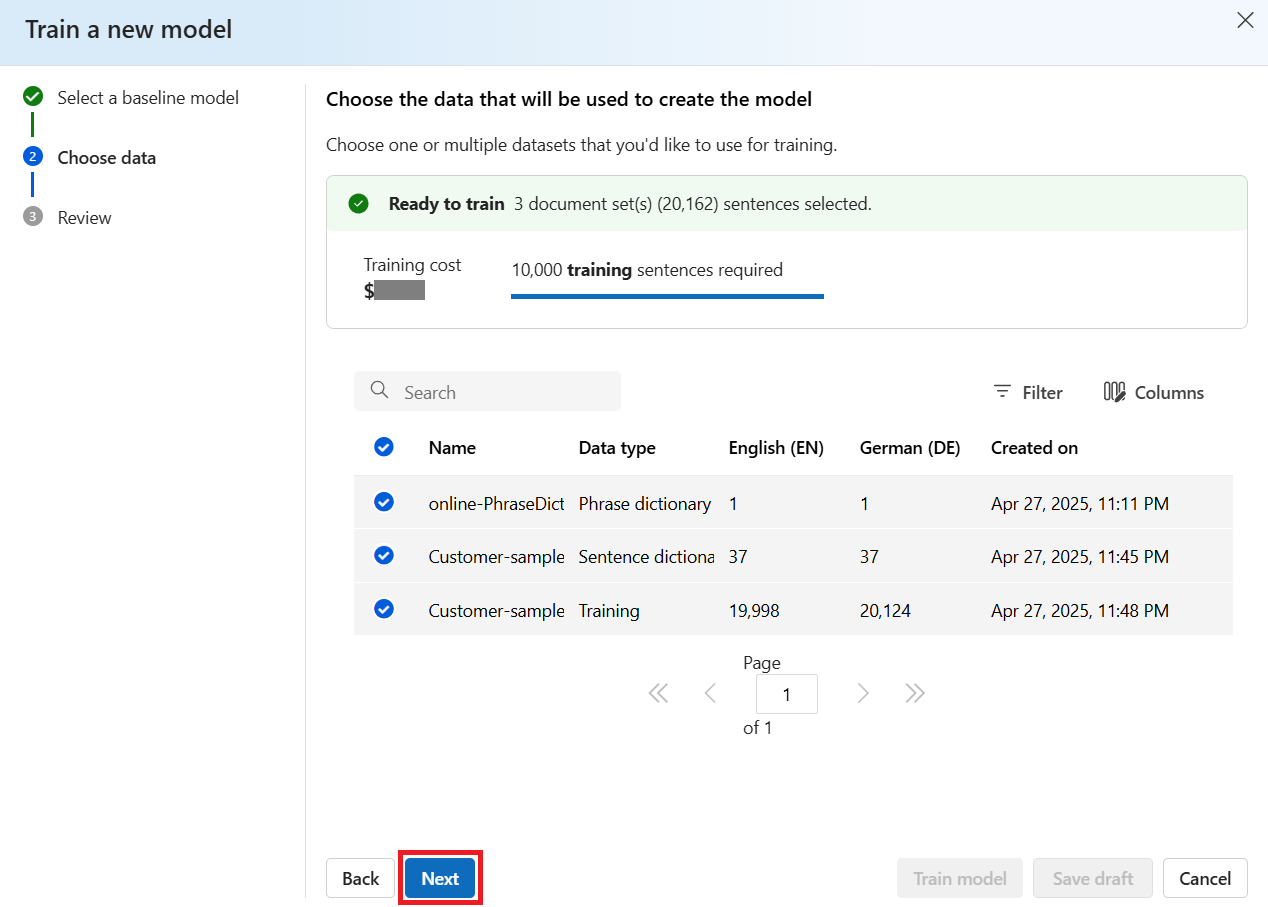 Train a new model
Select a baseline model
2 Choose data
3 Review
Choose the data that will be used to create the model
Choose one or multiple datasets that you'd like to use for training.
Ready to train 3 document set(s) (20,162) sentences selected.
Training cost
$
10,000 training sentences required
Search
Filter
Columns
Name Data type English (EN) German (DE) Created on
online-PhraseDict Phrase dictionary 1 1 Apr 27, 2025, 11:11 PM
Customer-sample Sentence dictiona 37 37 Apr 27, 2025, 11:45 PM
Customer-sample Training 19,998 20,124 Apr 27, 2025, 11:48 PM
Page
1
of 1
Back Next Train model Save draft Cancel